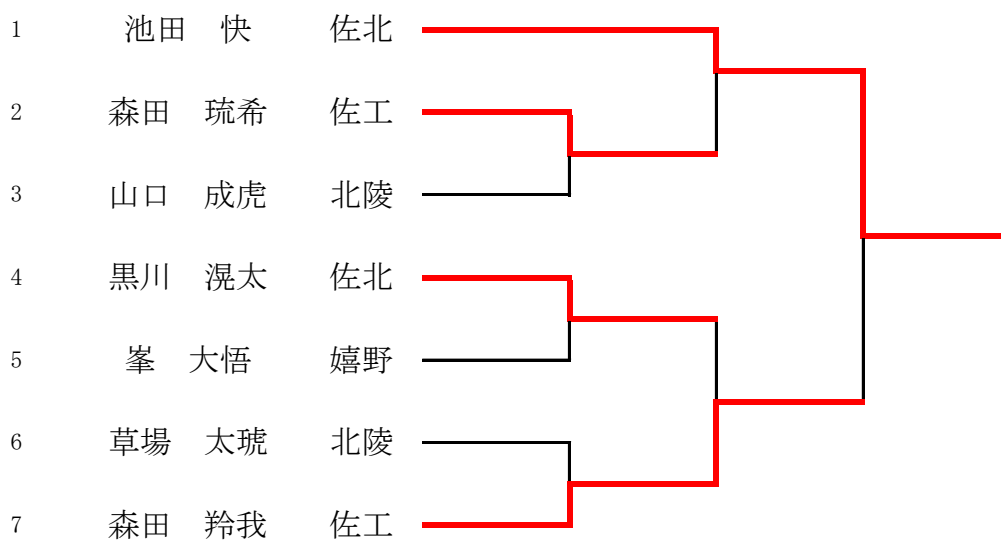 1 池田 快 佐北
2 森田 琉希 佐工
3 山口 成虎 北陵
4 黒川 滉太 佐北
5 峯 大悟 嬉野
6 草場 太琥 北陵
7 森田 羚我 佐工